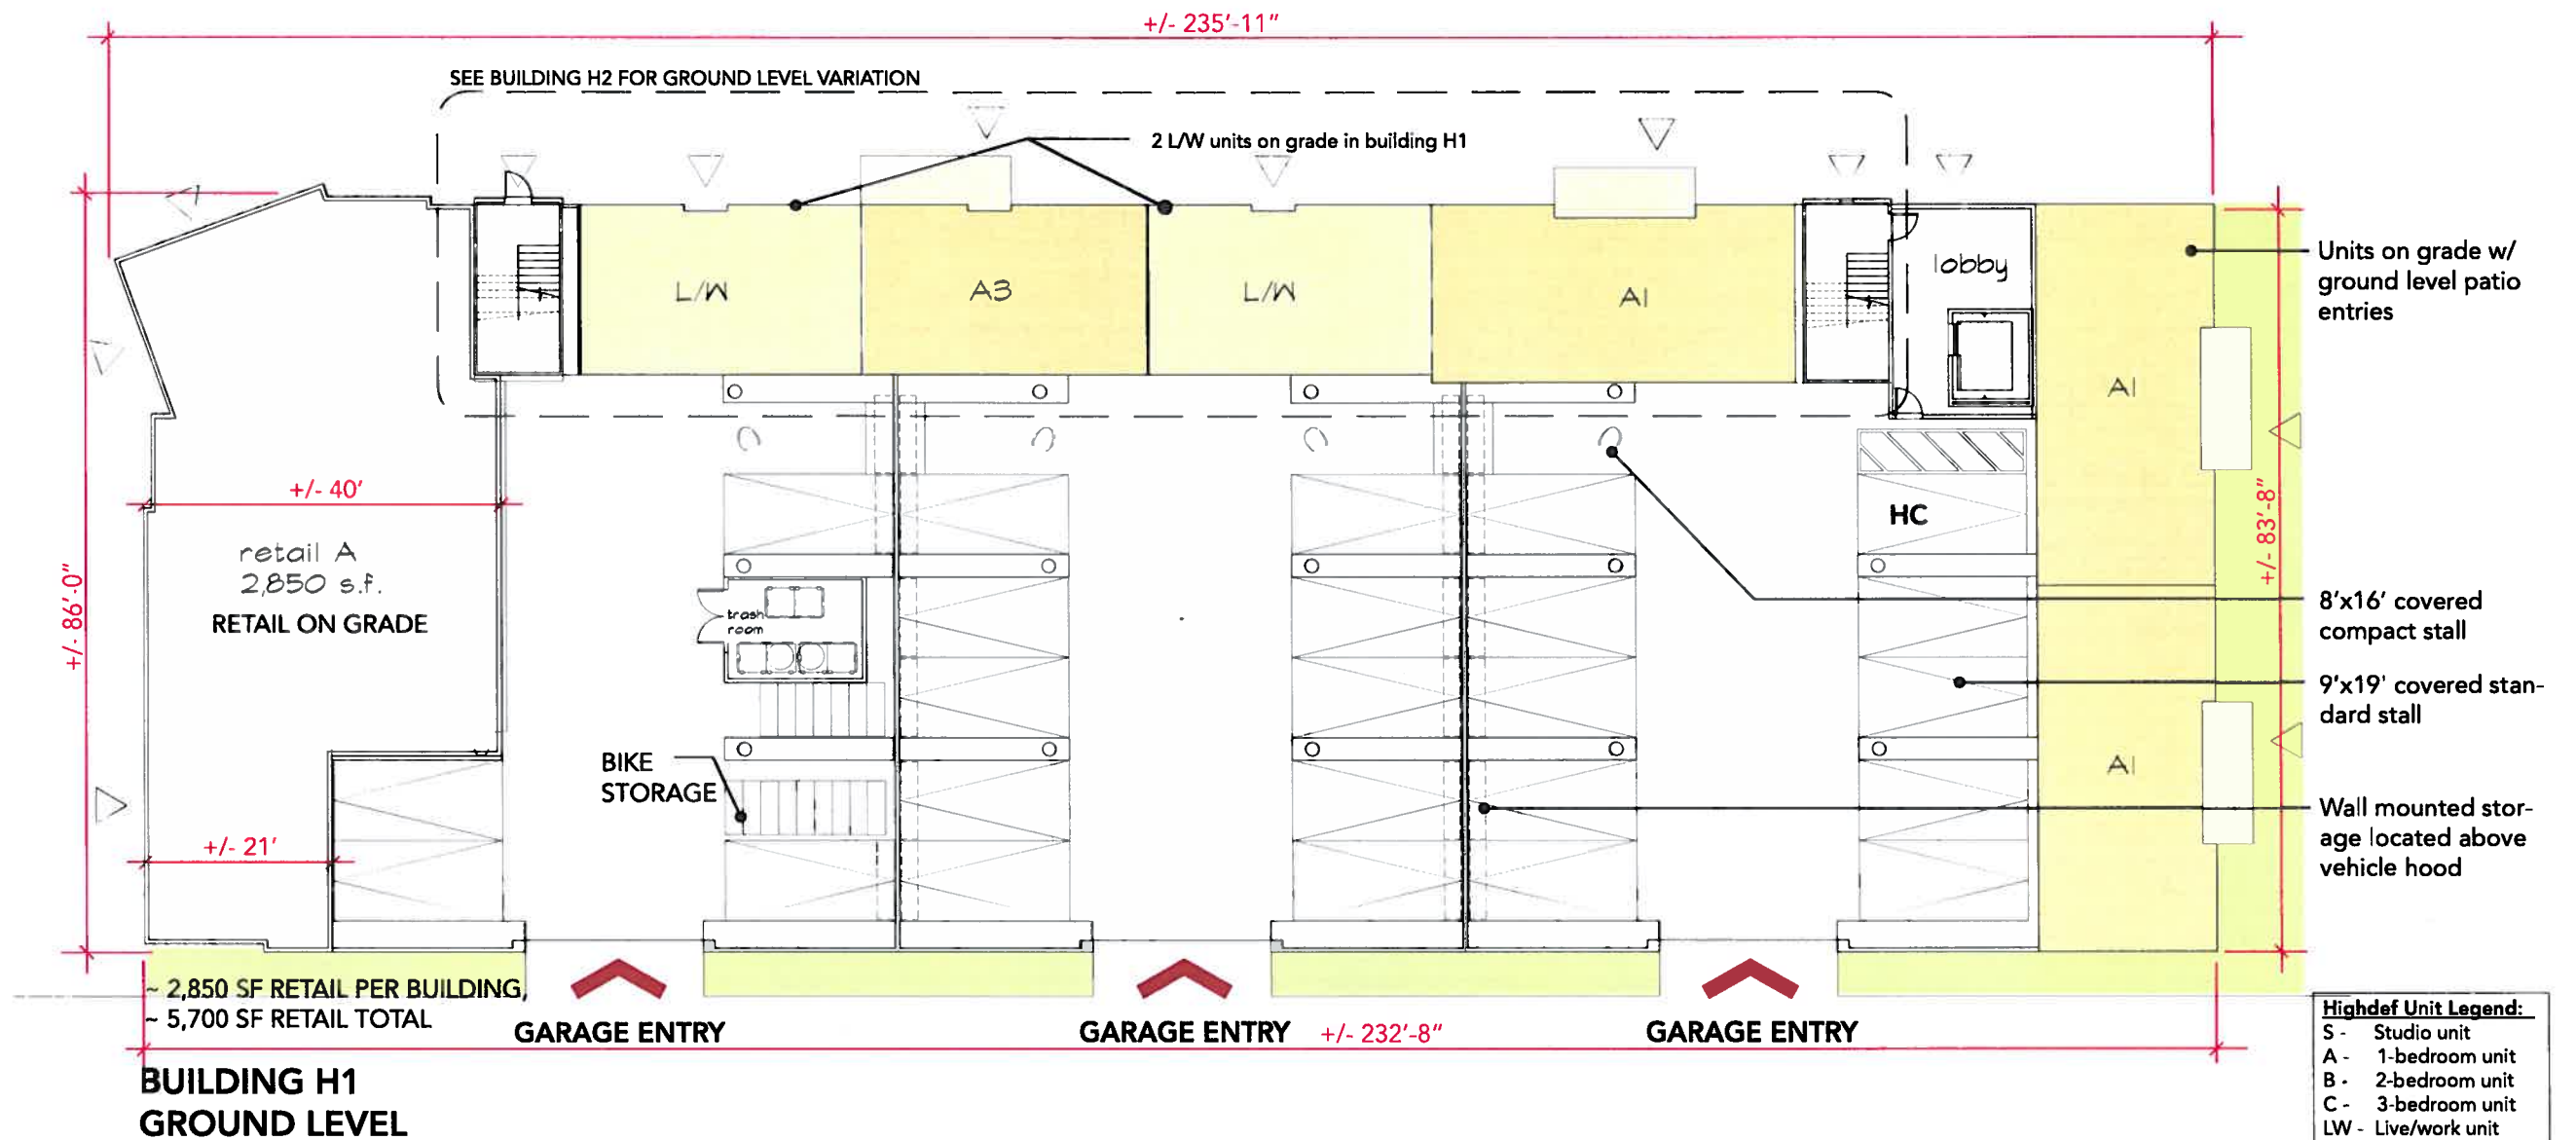 +/- 235'-11"
SEE BUILDING H2 FOR GROUND LEVEL VARIATION
2 L/W units on grade in building H1
L/W
A3
L/W
A1
lobby
Units on grade w/
ground level patio
entries
A1
+/- 40'
HC
+/- 83'-8"
retail A
2,850 s.f.
RETAIL ON GRADE
+/- 86'-0"
trash
room
8'x16' covered
compact stall
9'x19' covered stan-
dard stall
BIKE
STORAGE
A1
Wall mounted stor-
age located above
vehicle hood
+/- 21'
C
C
C
C
~ 2,850 SF RETAIL PER BUILDING,
~ 5,700 SF RETAIL TOTAL
GARAGE ENTRY
GARAGE ENTRY
+/- 232'-8"
GARAGE ENTRY
BUILDING H1
GROUND LEVEL
Highdef Unit Legend:
S - Studio unit
A - 1-bedroom unit
B - 2-bedroom unit
C - 3-bedroom unit
LW - Live/work unit